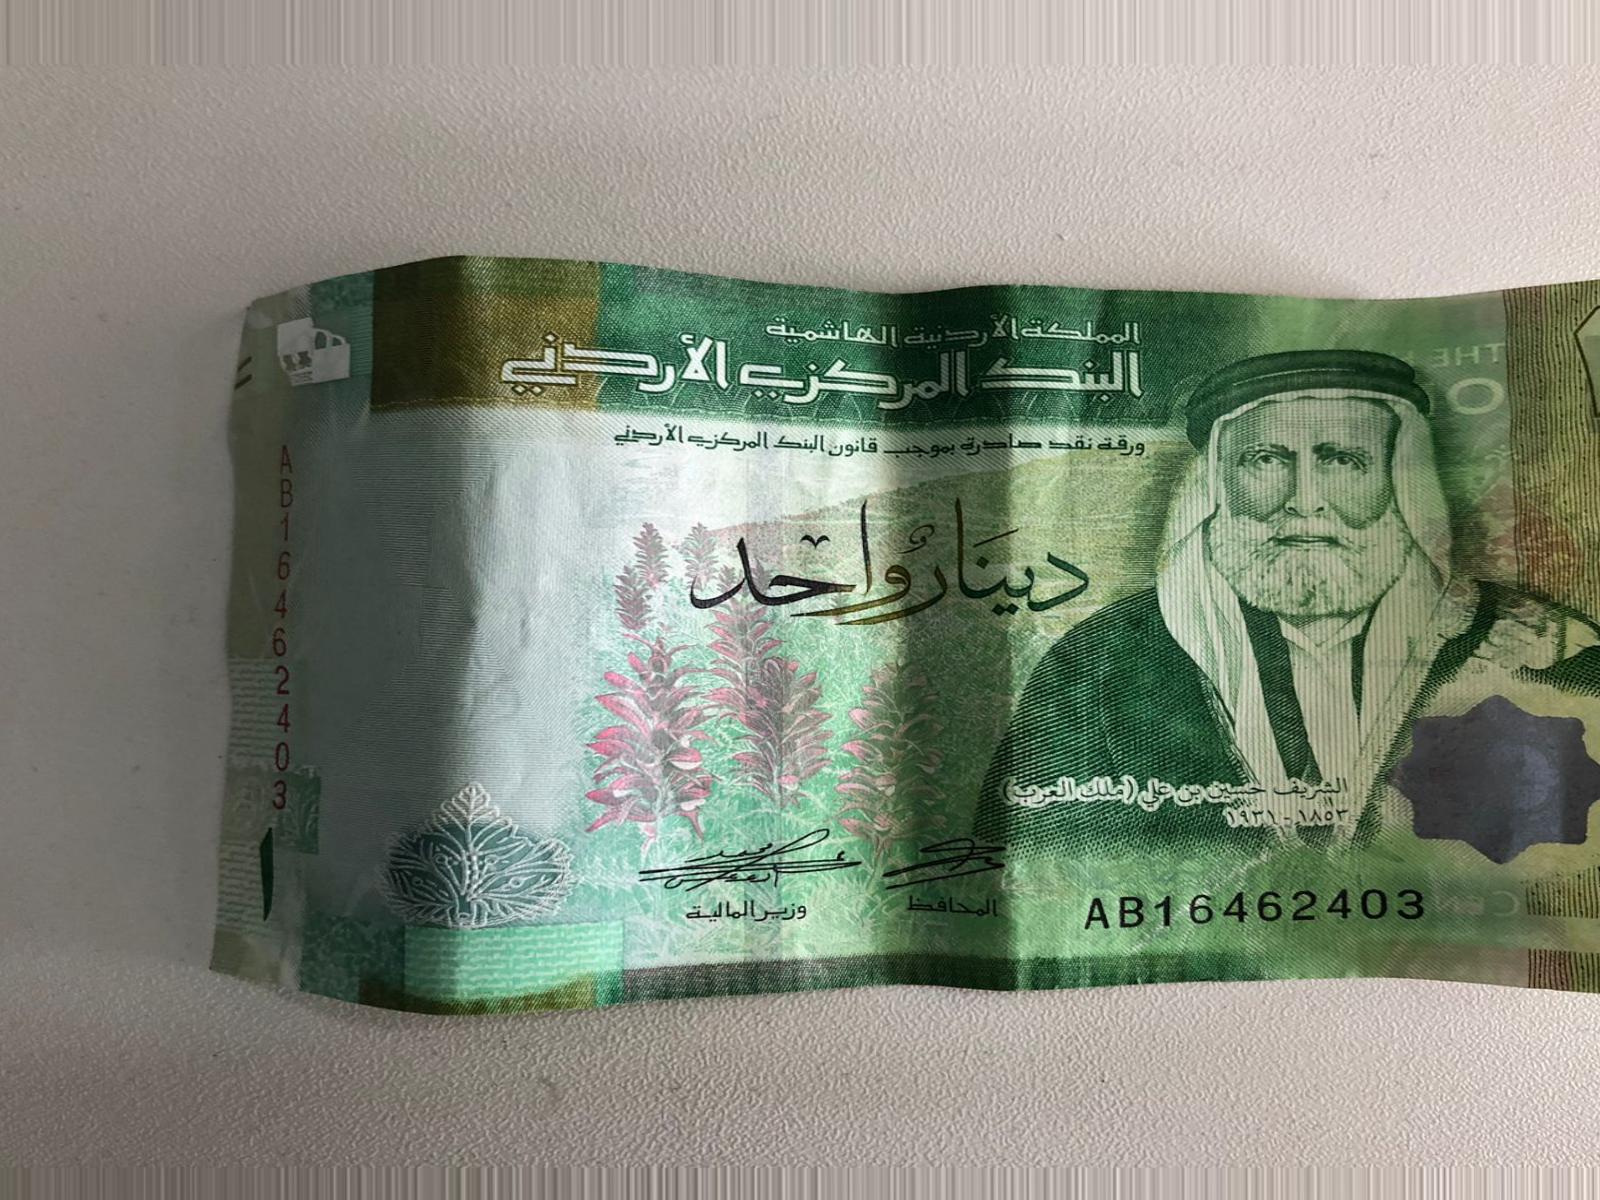 المملكة الأردنية الهاشمية
البنك المركزي الأردني
ورقة نقد صادرة بموجب قانون البنك المركزي الأردني
دينار واحد
الشريف حسين بن علي (ملك العرب)
١٨٥٣ - ١٩٣١
المحافظ
وزير المالية
AB16462403
AB16462403